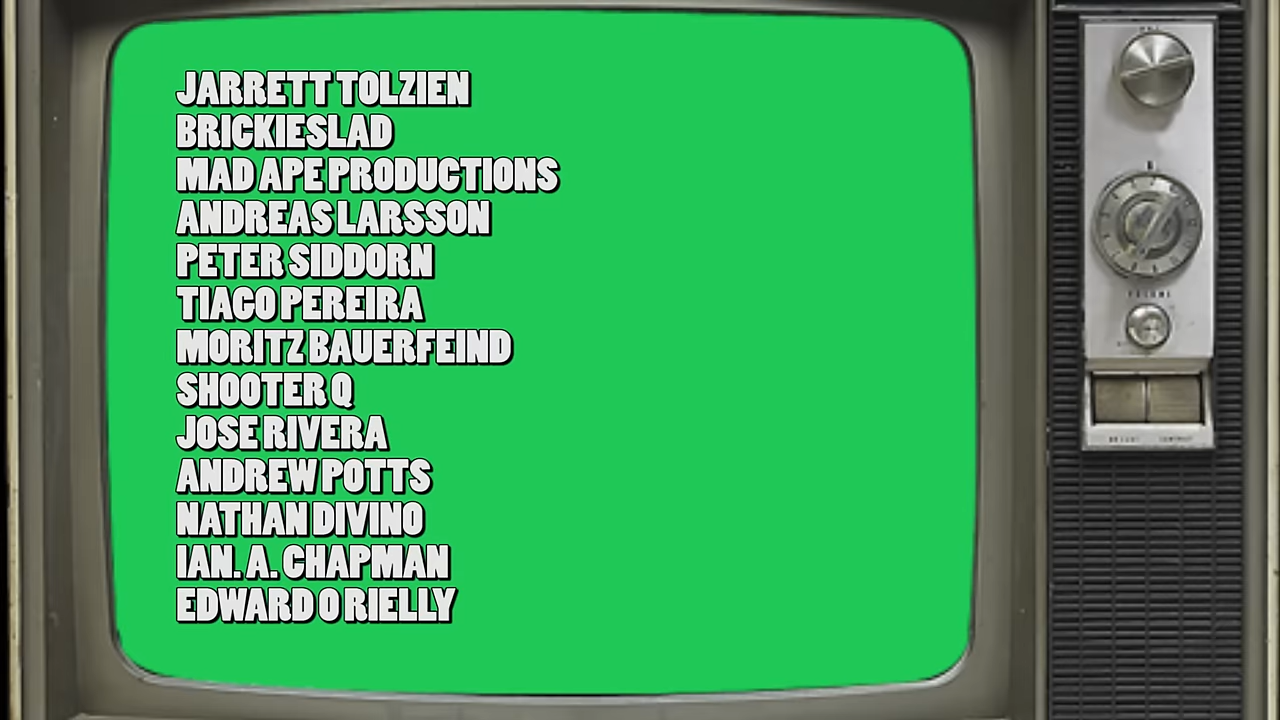 JARRETT TOLZIEN
BRICKIESLAD
MAD APE PRODUCTIONS
ANDREAS LARSSON
PETER SIDDORN
TIAGO PEREIRA
MORITZ BAUERFEIND
SHOOTER Q
JOSE RIVERA
ANDREW POTTS
NATHAN DIVINO
IAN. A. CHAPMAN
EDWARD O RIELLY
VOLUME